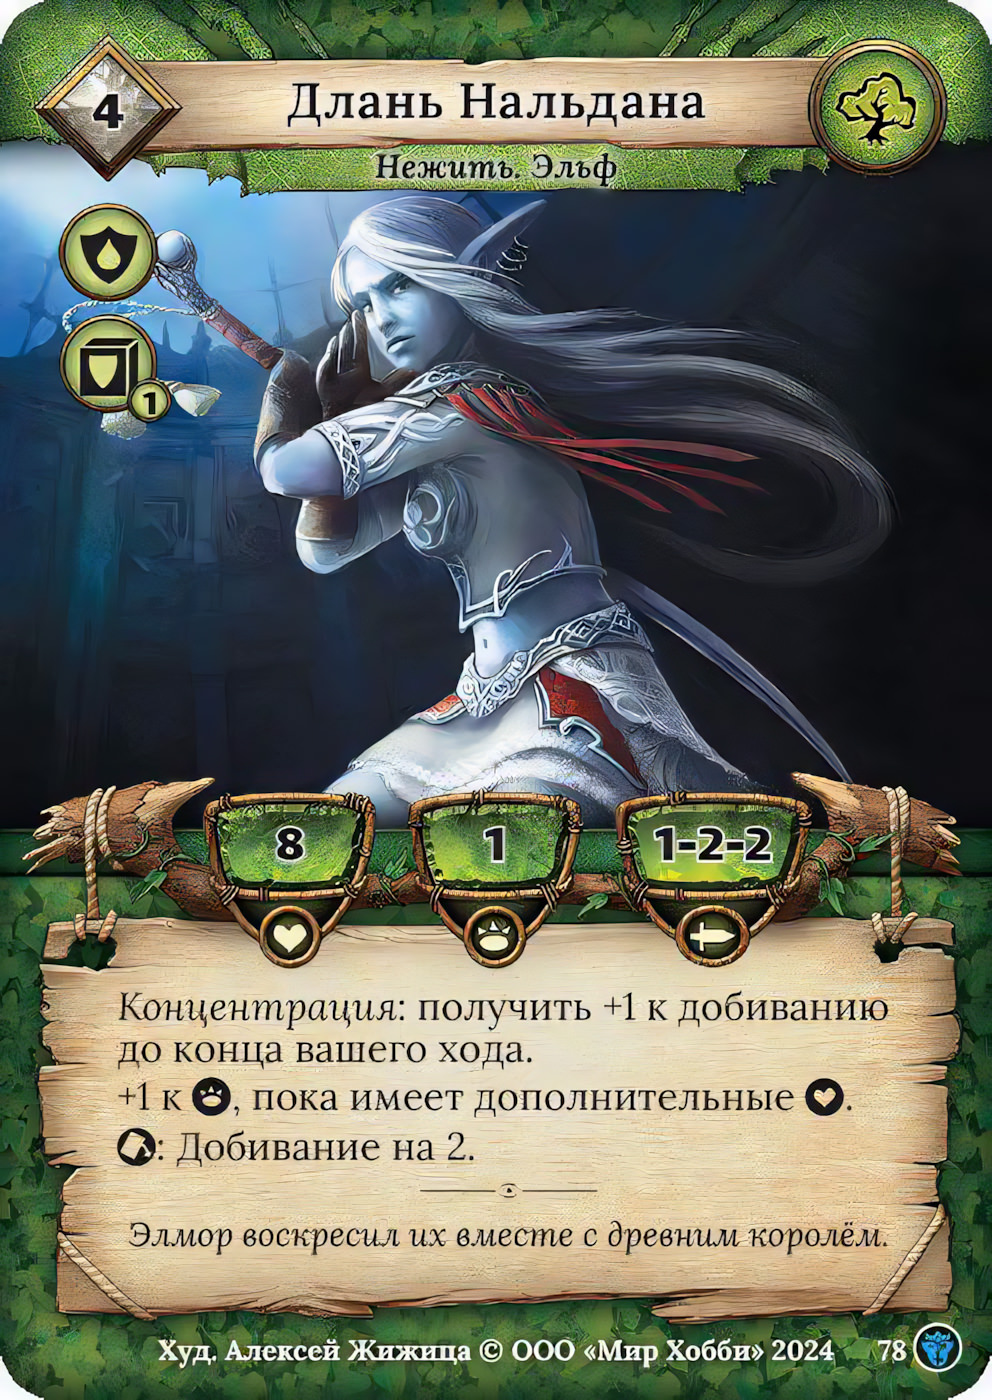 4
Длань Нальдана
Нежить. Эльф
1
8
1
1-2-2
Концентрация: получить +1 к добиванию
до конца вашего хода.
+1 к , пока имеет дополнительные .
: Добивание на 2.
Элмор воскресил их вместе с древним королём.
Худ. Алексей Жижица © ООО «Мир Хобби» 2024 78